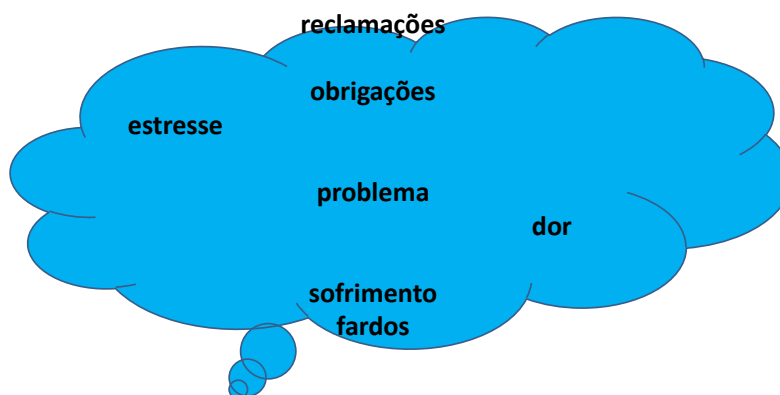 reclamações
obrigações
estresse
problema
dor
sofrimento
fardos